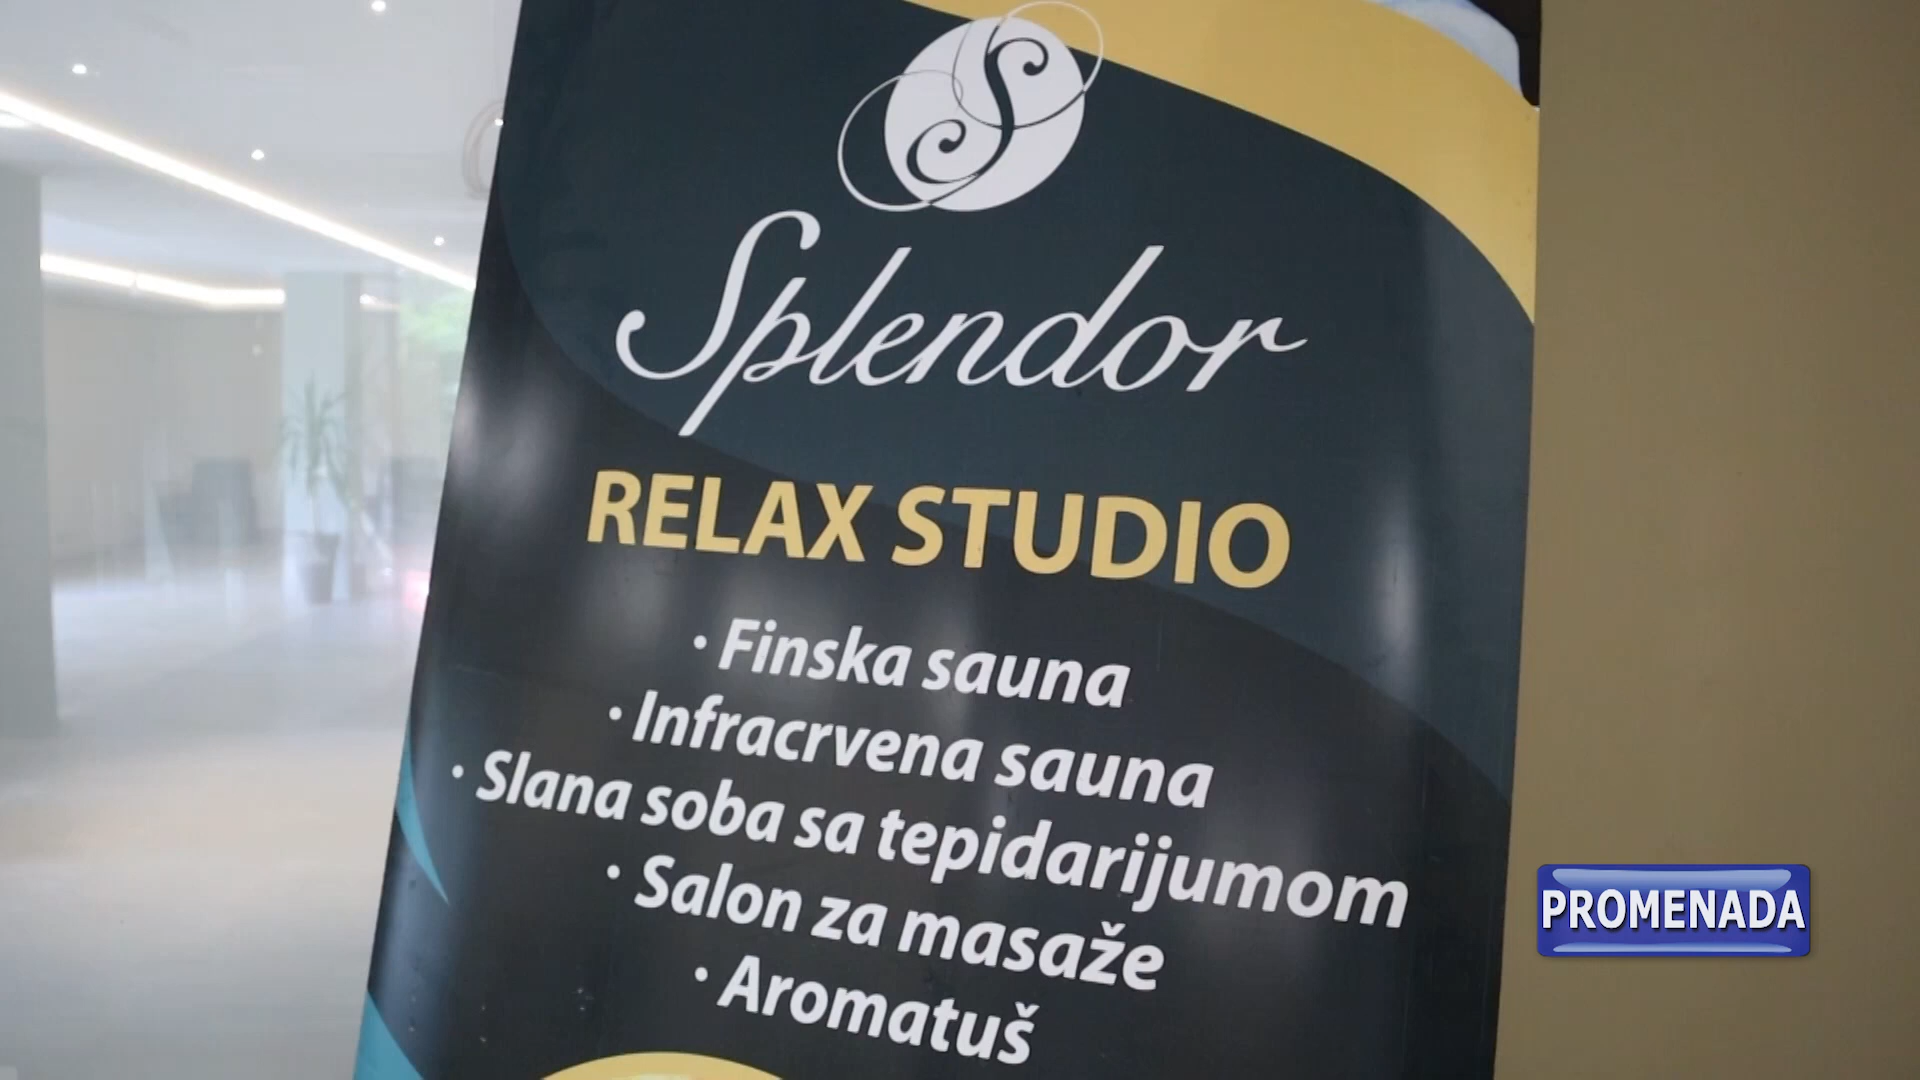 S
Splendor
RELAX STUDIO
· Finska sauna
· Infracrvena sauna
· Slana soba sa tepidarijumom
· Salon za masaže
· Aromatuš
PROMENADA